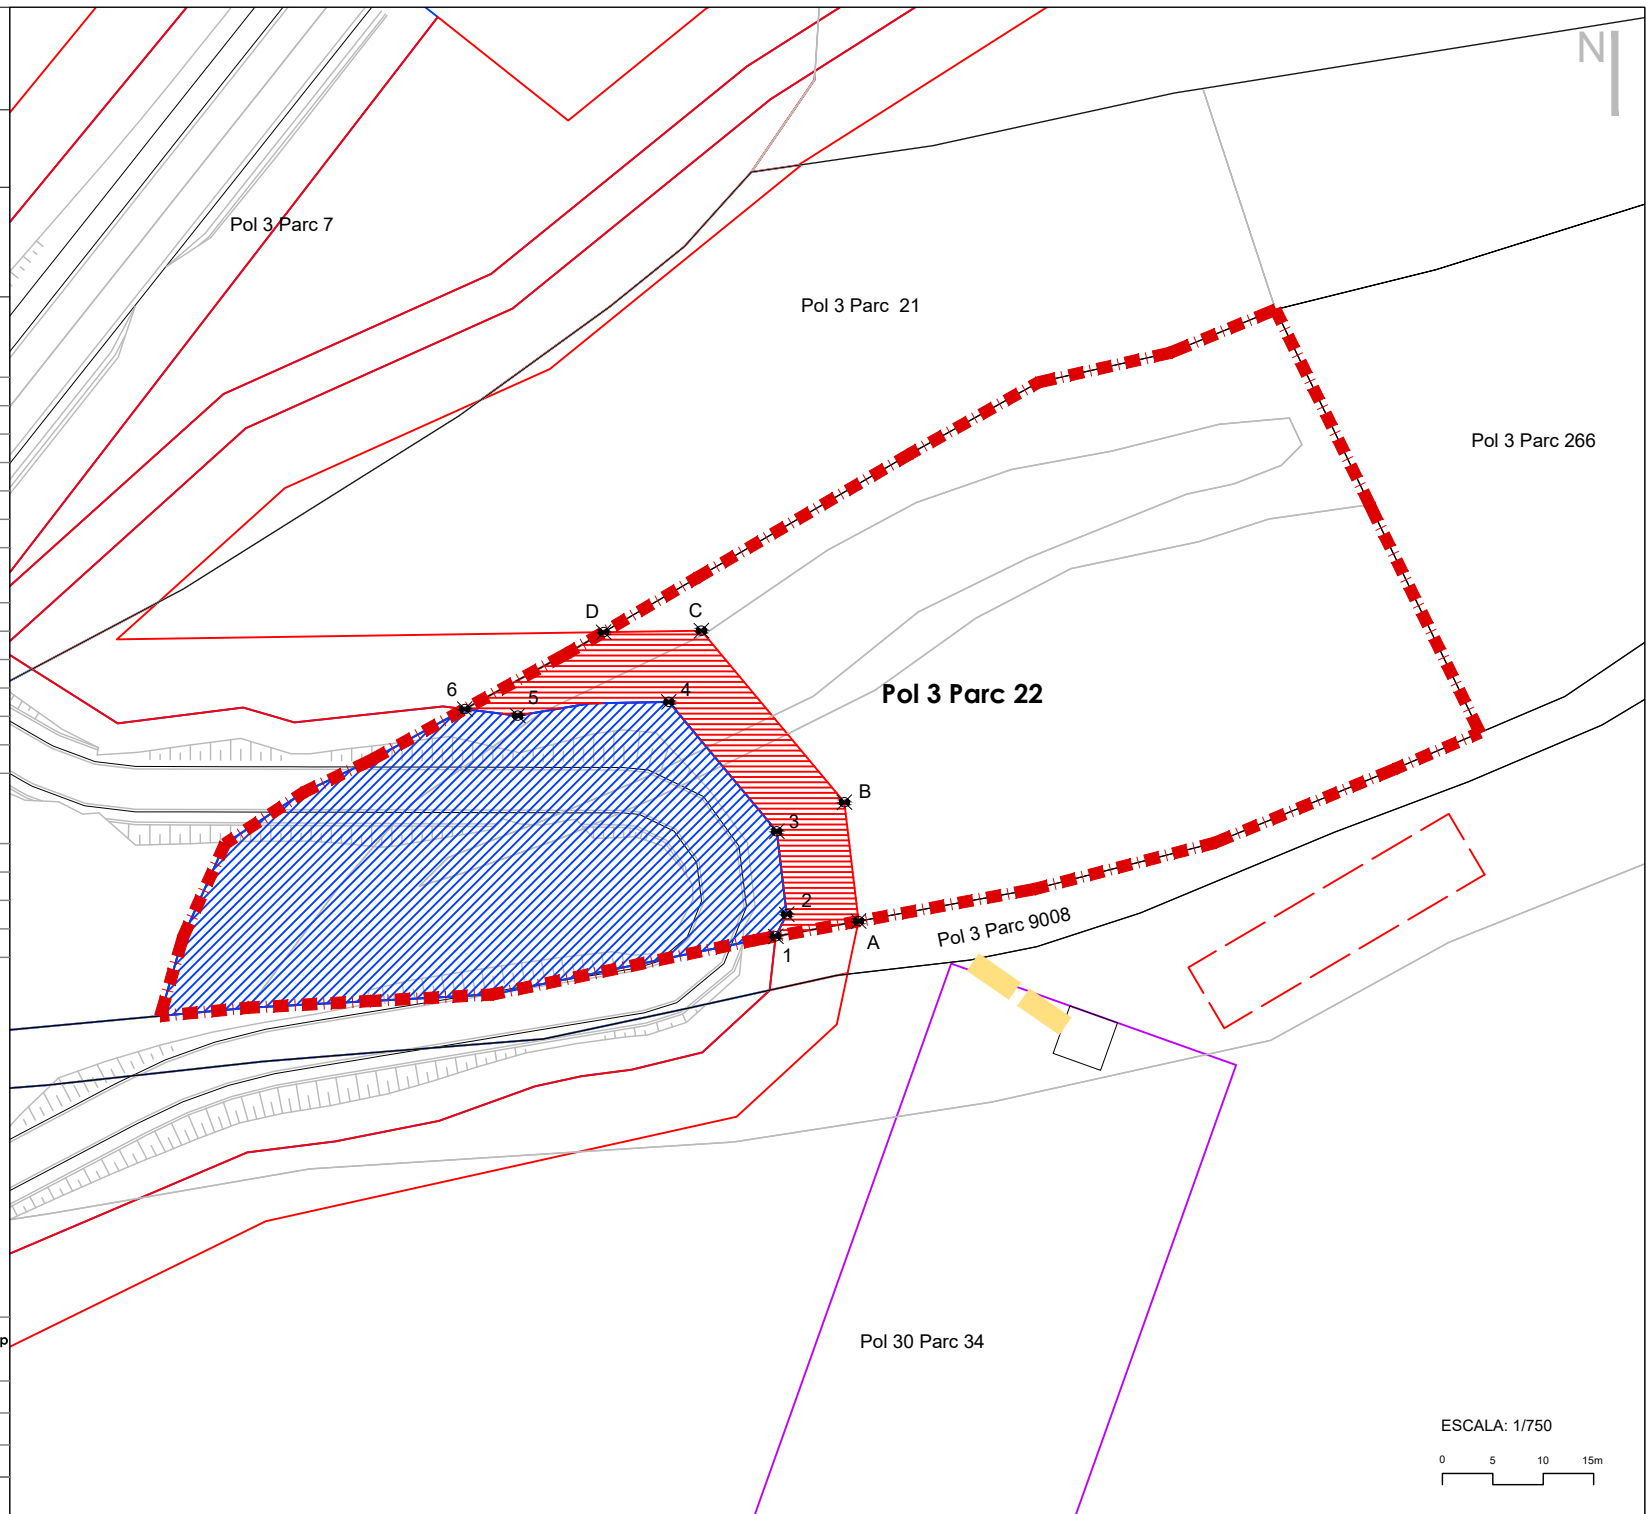 N
Pol 3 Parc 7
Pol 3 Parc 21
Pol 3 Parc 266
D
C
6
5
4
Pol 3 Parc 22
B
3
2
1
A
Pol 3 Parc 9008
p
Pol 30 Parc 34
ESCALA: 1/750
0 5 10 15m